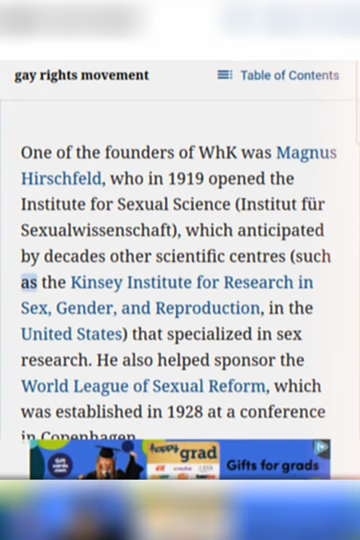 gay rights movement
Table of Contents
One of the founders of WhK was Magnus
Hirschfeld, who in 1919 opened the
Institute for Sexual Science (Institut für
Sexualwissenschaft), which anticipated
by decades other scientific centres (such
as the Kinsey Institute for Research in
Sex, Gender, and Reproduction, in the
United States) that specialized in sex
research. He also helped sponsor the
World League of Sexual Reform, which
was established in 1928 at a conference
in Copenhagen
happy
grad
Gifts for grads